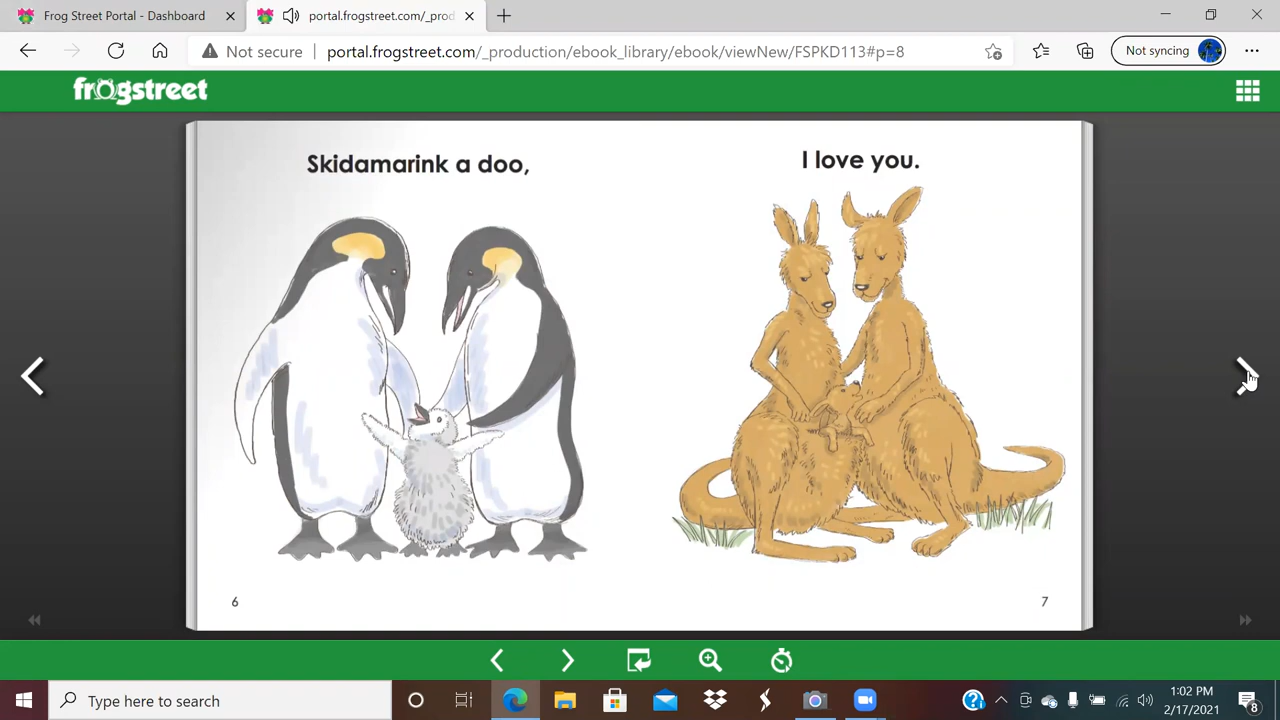 Frog Street Portal - Dashboard
portal.frogstreet.com/_prod
Not secure
portal.frogstreet.com/_production/ebook_library/ebook/viewNew/FSPKD113#p=8
Not syncing
frogstreet
Skidamarink a doo,
I love you.
6
7
Type here to search
1:02 PM
2/17/2021
8